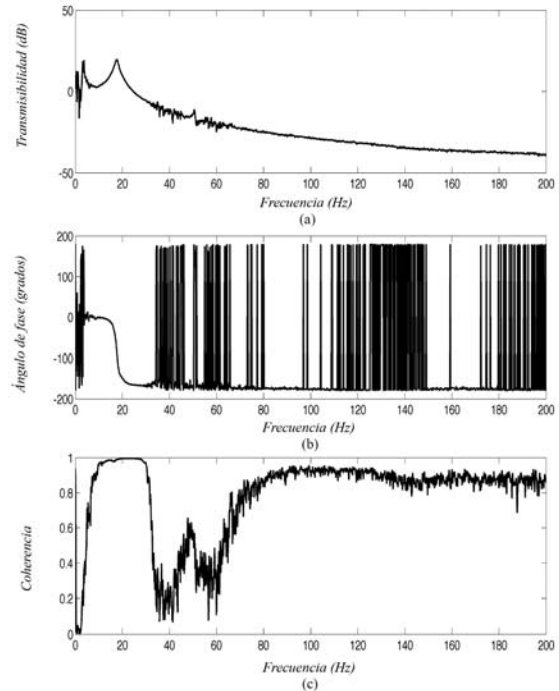 50
0
-50
Transmisibilidad (dB)
0 20 40 60 80 100 120 140 160 180 200
Frecuencia (Hz)
(a)
200
100
0
-100
-200
Ángulo de fase (grados)
0 20 40 60 80 100 120 140 160 180 200
Frecuencia (Hz)
(b)
1
0.8
0.6
0.4
0.2
0
Coherencia
0 20 40 60 80 100 120 140 160 180 200
Frecuencia (Hz)
(c)